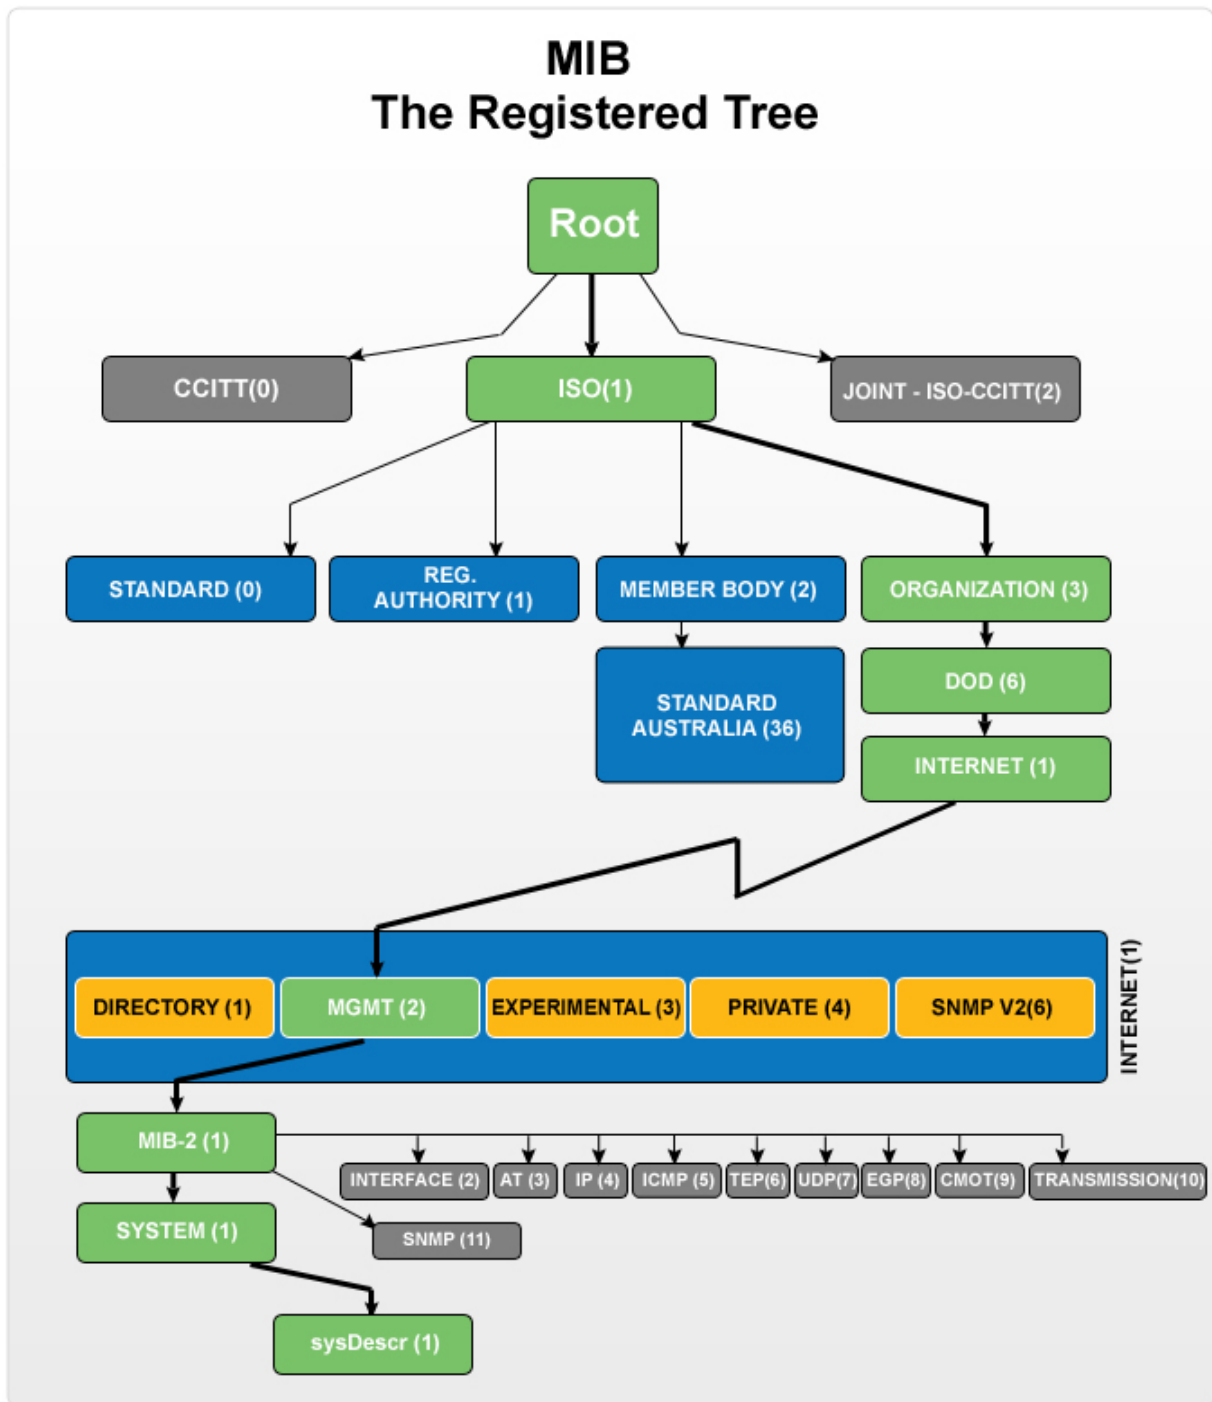 MIB
The Registered Tree
Root
CCITT(0)
ISO(1)
JOINT - ISO-CCITT(2)
STANDARD (0)
REG.
AUTHORITY (1)
MEMBER BODY (2)
ORGANIZATION (3)
STANDARD
AUSTRALIA (36)
DOD (6)
INTERNET (1)
INTERNET(1)
DIRECTORY (1)
MGMT (2)
EXPERIMENTAL (3)
PRIVATE (4)
SNMP V2(6)
MIB-2 (1)
INTERFACE (2)
AT (3)
IP (4)
ICMP (5)
TEP(6)
UDP(7)
EGP(8)
CMOT(9)
TRANSMISSION(10)
SYSTEM (1)
SNMP (11)
sysDescr (1)